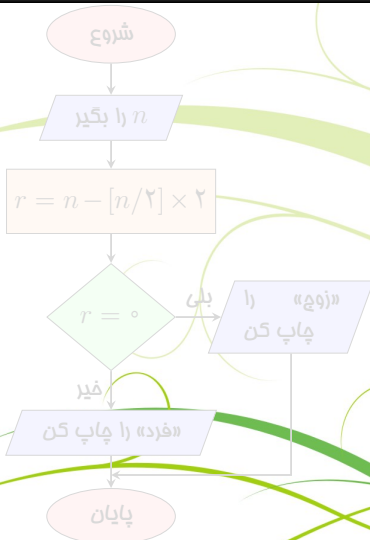 شروع
n را بگیر
r = n − [n/۲] × ۲
r = ۰
بلی
«زوج» را
چاپ کن
خیر
«فرد» را چاپ کن
پایان